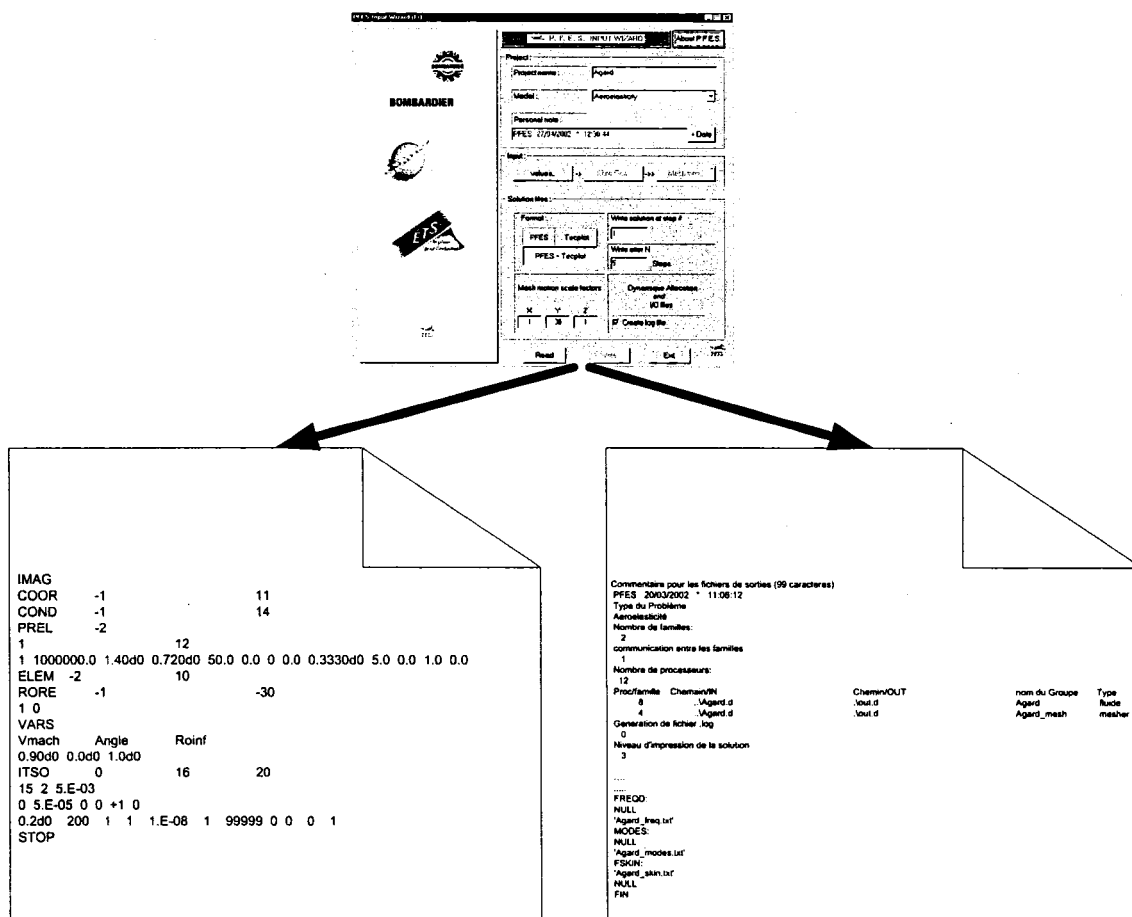 PFES Input Wizard
P. F. E. S. INPUT WIZARD
About PFES
Project :
Project name :
Agard
Model :
Aeroelasticity
Personal note :
PFES 27/04/2002 * 12:30:44
+ Date
BOMBARDIER
BOMBARDIER
Input :
values.
->
->>
Solution files :
Format :
PFES
Tecplot
PFES + Tecplot
Write solution at step #
1
Write after N
5
Steps
ETS
Mesh motion scale factors
X Y Z
1 30 1
Dynamique Allocation
and
I/O files
Create log file
Read
Exit
IMAG
COOR -1 11
COND -1 14
PREL -2
1 12
1 1000000.0 1.40d0 0.720d0 50.0 0.0 0 0.0 0.3330d0 5.0 0.0 1.0 0.0
ELEM -2 10
RORE -1 -30
1 0
VARS
Vmach Angle Roinf
0.90d0 0.0d0 1.0d0
ITSO 0 16 20
15 2 5.E-03
0 5.E-05 0 0 +1 0
0.2d0 200 1 1 1.E-08 1 99999 0 0 0 1
STOP
Commentaire pour les fichiers de sorties (99 caracteres)
PFES 20/03/2002 * 11:06:12
Type du Problème
Aeroelasticité
Nombre de familles:
2
communication entre les familles
1
Nombre de processeurs:
12
Proc/famille Chemain/IN Chemin/OUT nom du Groupe Type
8 ..\Agard.d .\out.d Agard fluide
4 ..\Agard.d .\out.d Agard_mesh mesher
Generation de fichier .log
0
Niveau d'impression de la solution
3
....
.....
FREQD:
NULL
'Agard_freq.txt'
MODES:
NULL
'Agard_modes.txt'
FSKIN:
'Agard_skin.txt'
NULL
FIN